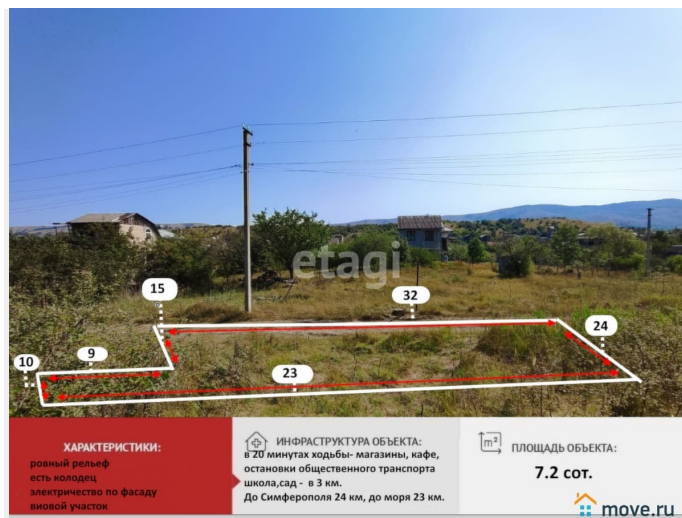 etagi
15
32
24
10
9
23
ХАРАКТЕРИСТИКИ:
ровный рельеф
есть колодец
электричество по фасаду
виовой участок
ИНФРАСТРУКТУРА ОБЪЕКТА:
в 20 минутах ходьбы- магазины, кафе,
остановки общественного транспорта
школа,сад - в 3 км.
До Симферополя 24 км, до моря 23 км.
m²
ПЛОЩАДЬ ОБЪЕКТА:
7.2 сот.
move.ru